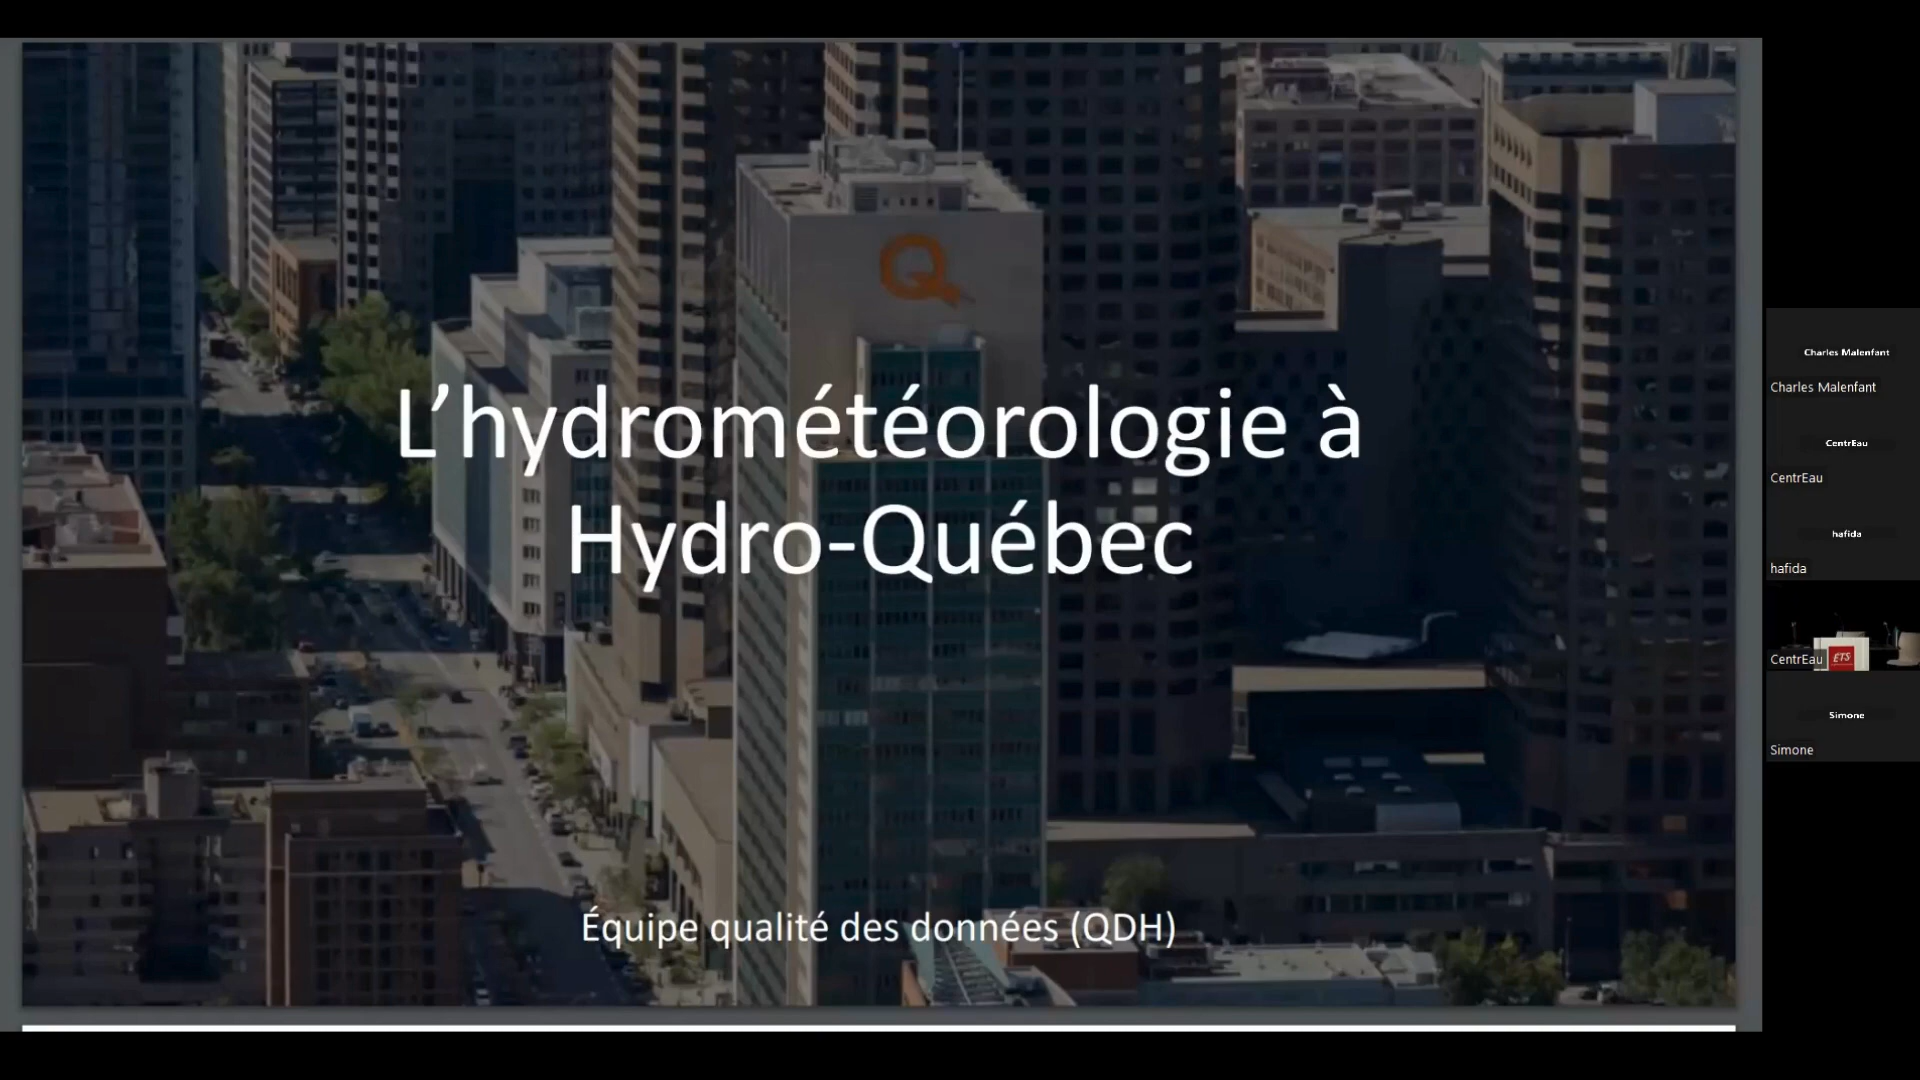 L’hydrométéorologie à
Hydro-Québec
Équipe qualité des données (QDH)
Charles Malenfant
Charles Malenfant
CentrEau
CentrEau
hafida
hafida
CentrEau
ÉTS
Simone
Simone